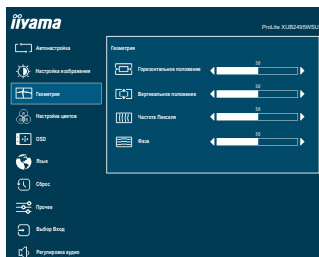 iiyama
ProLite XUB2495WSU
Автонастройка
Настройка изображения
Геометрия
Настройка цветов
OSD
Язык
Сброс
Прочее
Выбор Вход
Регулировка аудио
Геометрия
Горизонтальное положение
50
Вертикальное положение
50
Частота Пикселя
50
Фаза
50